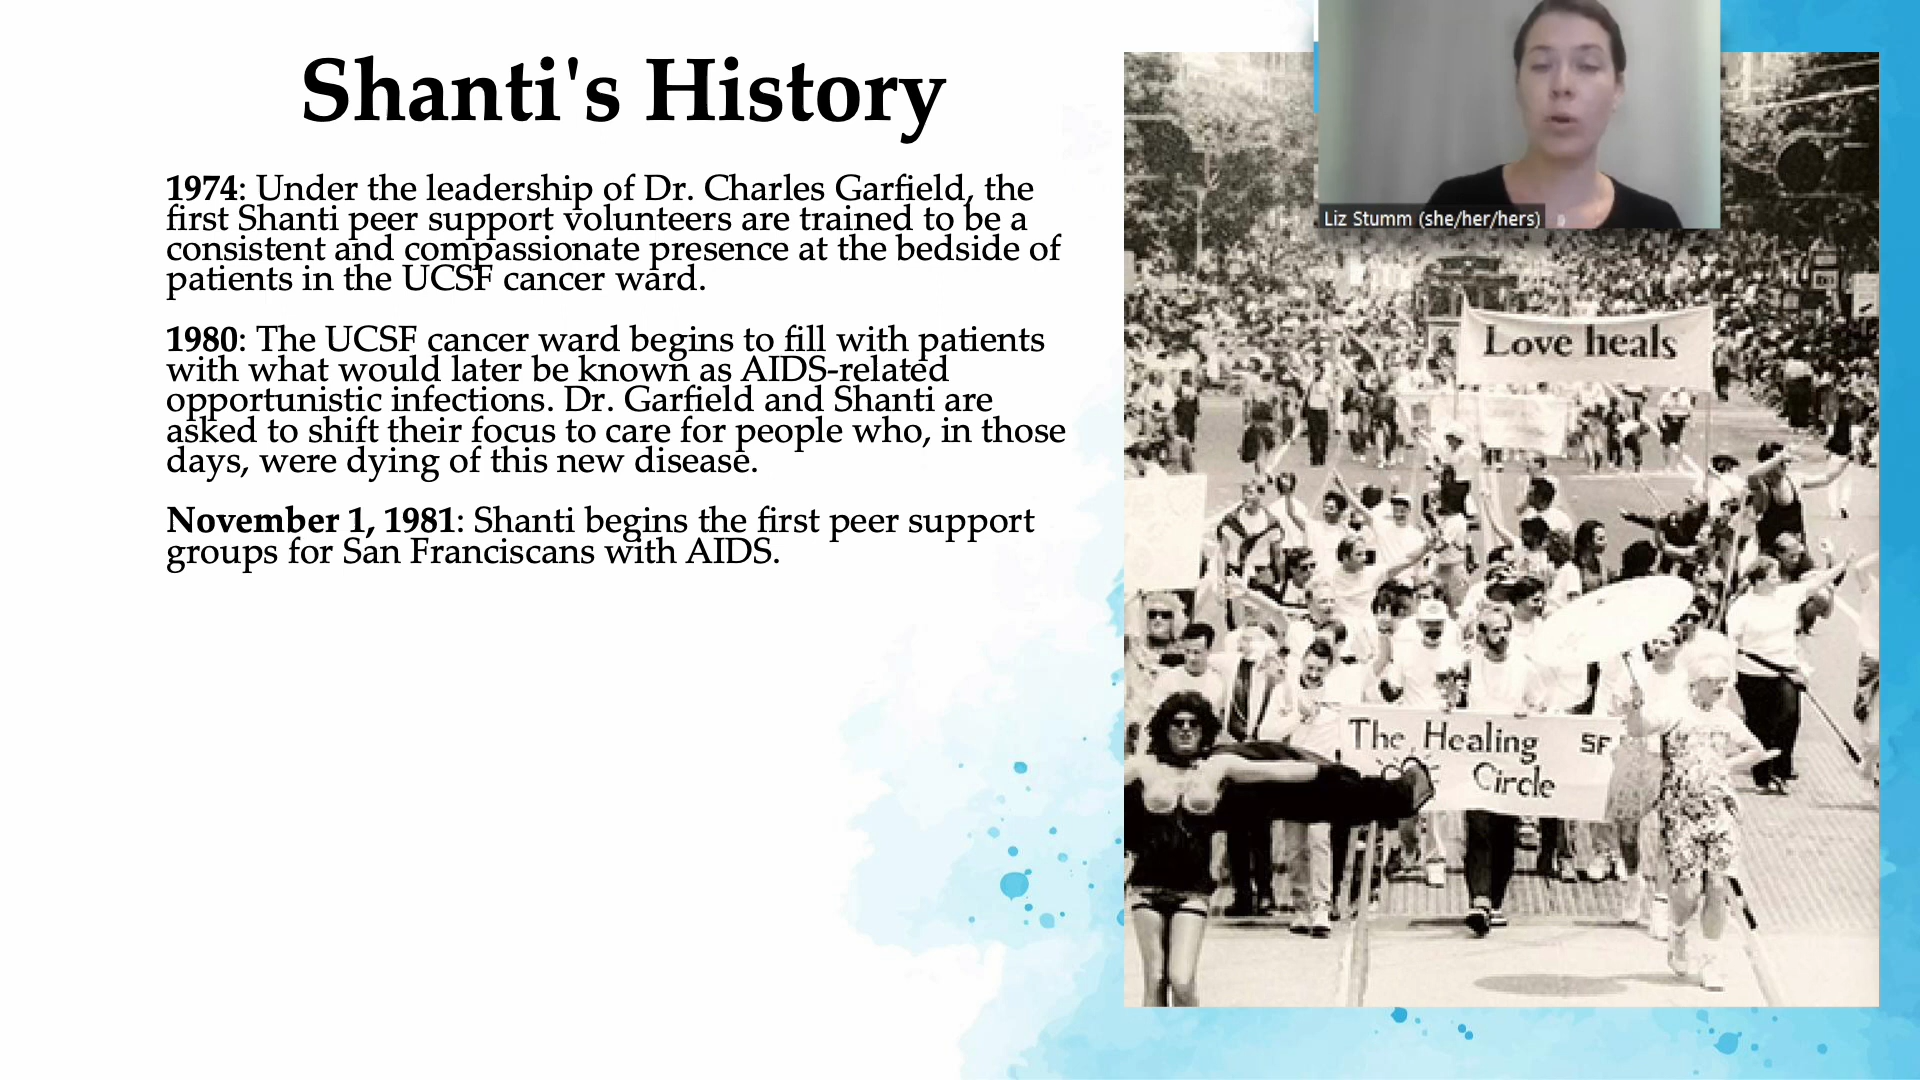 Shanti's History
1974: Under the leadership of Dr. Charles Garfield, the
first Shanti peer support volunteers are trained to be a
consistent and compassionate presence at the bedside of
patients in the UCSF cancer ward.
1980: The UCSF cancer ward begins to fill with patients
with what would later be known as AIDS-related
opportunistic infections. Dr. Garfield and Shanti are
asked to shift their focus to care for people who, in those
days, were dying of this new disease.
November 1, 1981: Shanti begins the first peer support
groups for San Franciscans with AIDS.
Liz Stumm (she/her/hers)
Love heals
The Healing SF
Circle